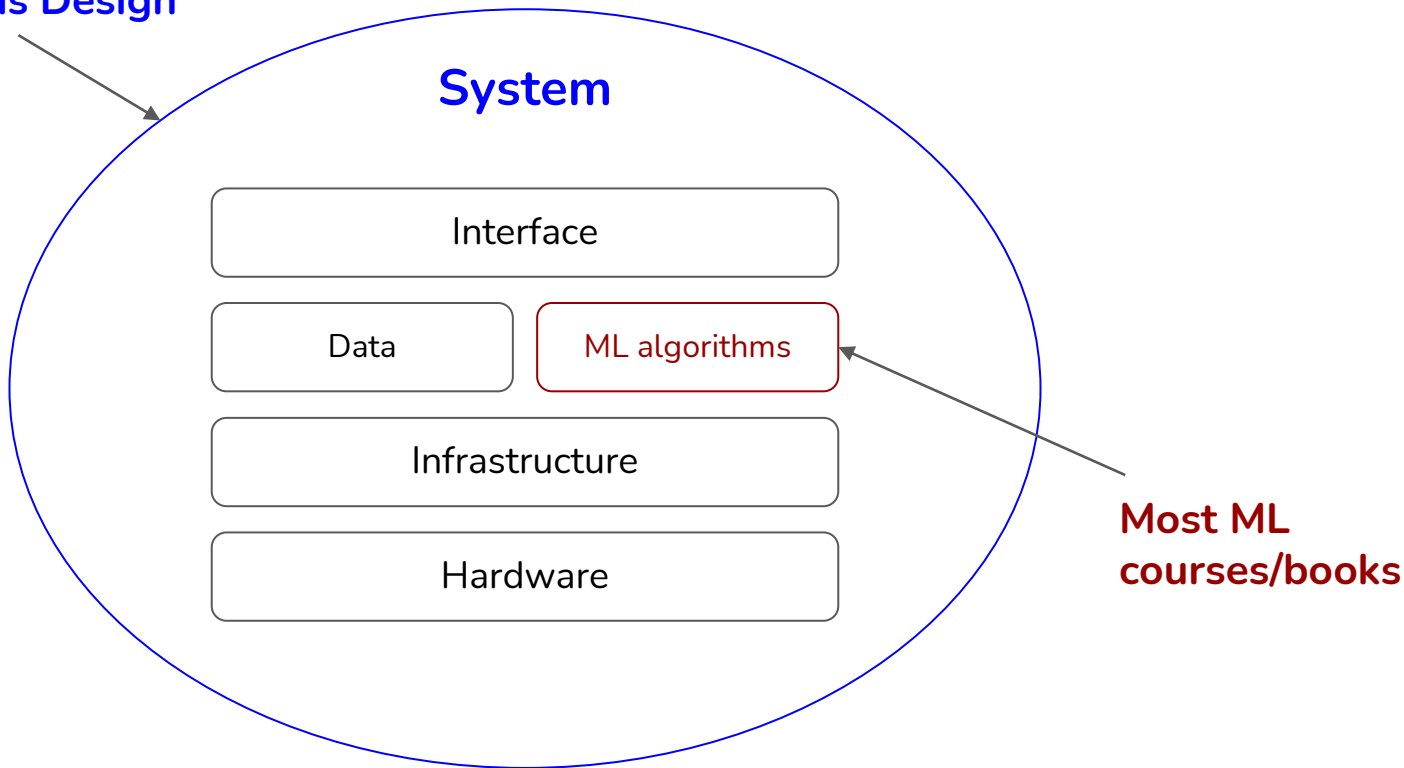 Design
System
Interface
Data
ML algorithms
Infrastructure
Hardware
Most ML
courses/books